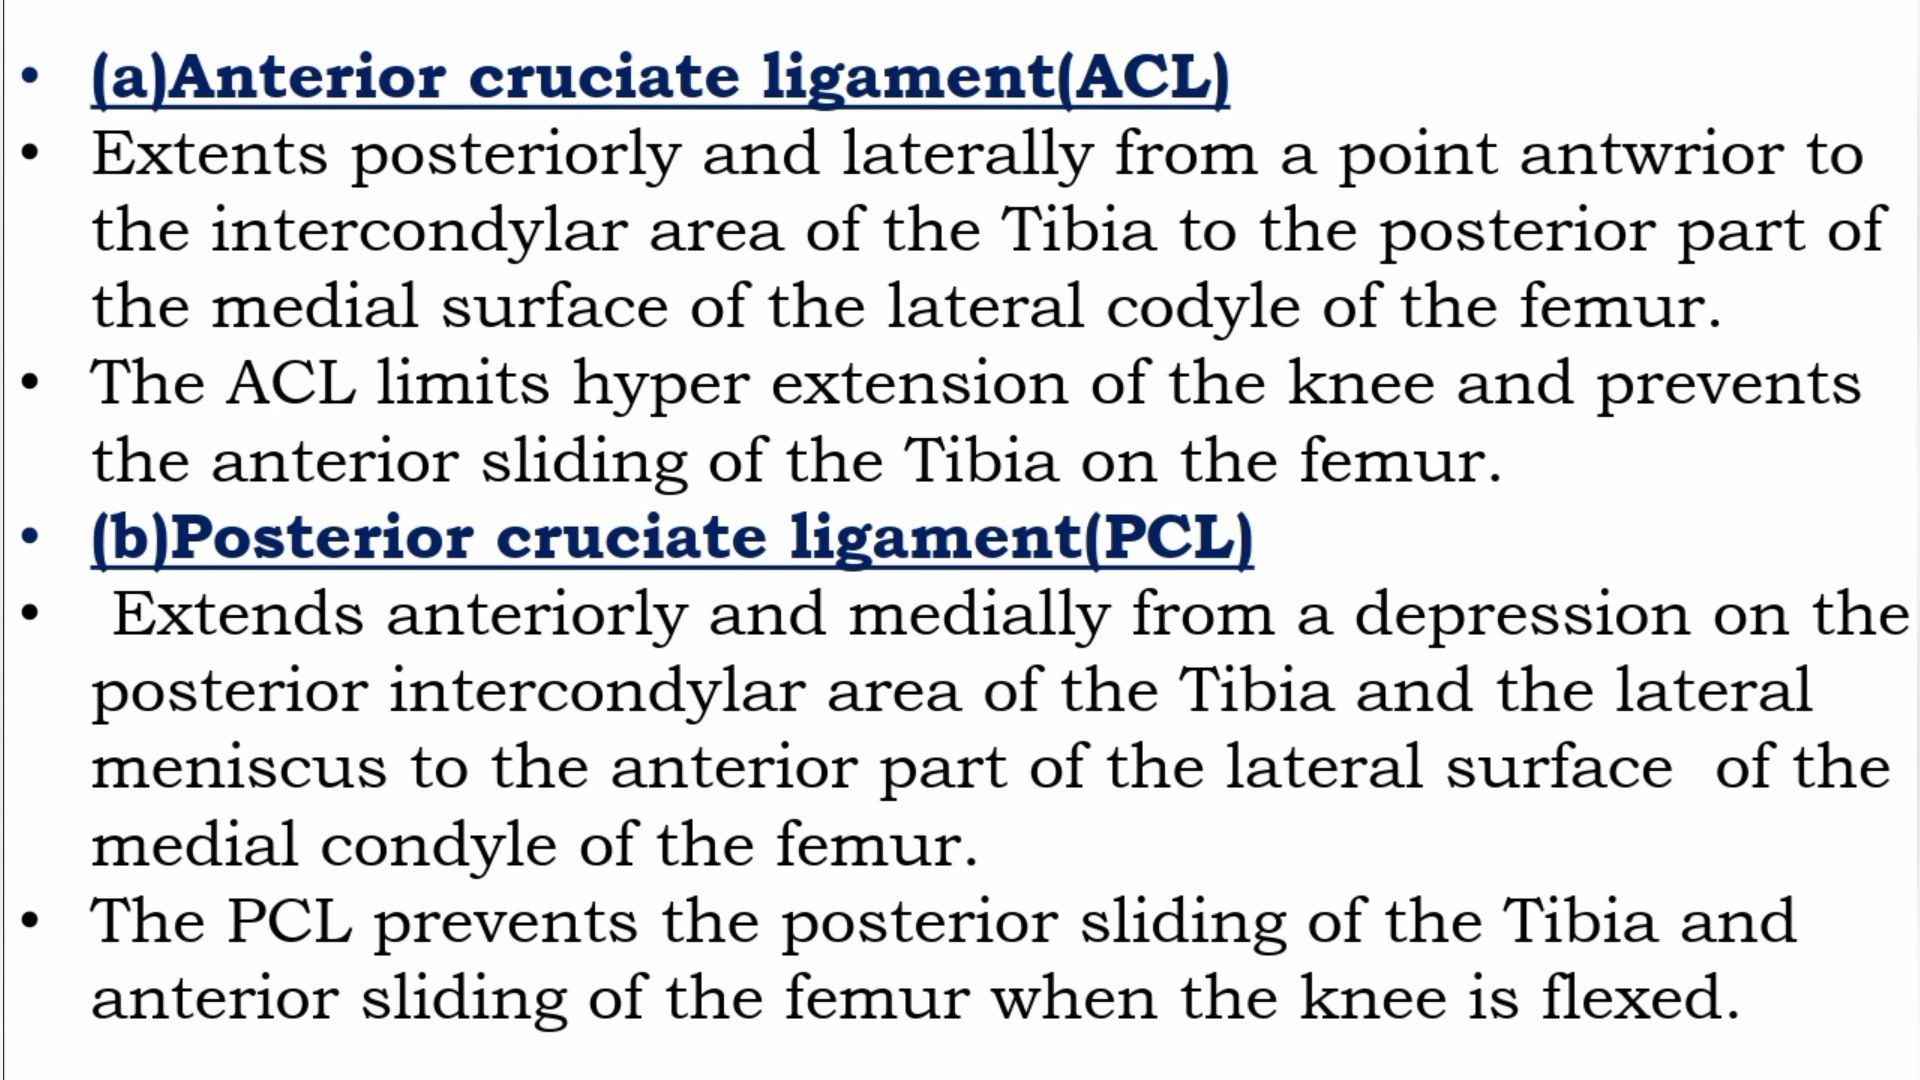 • (a)Anterior cruciate ligament(ACL)
• Extents posteriorly and laterally from a point antwrior to
the intercondylar area of the Tibia to the posterior part of
the medial surface of the lateral codyle of the femur.
• The ACL limits hyper extension of the knee and prevents
the anterior sliding of the Tibia on the femur.
• (b)Posterior cruciate ligament(PCL)
• Extends anteriorly and medially from a depression on the
posterior intercondylar area of the Tibia and the lateral
meniscus to the anterior part of the lateral surface of the
medial condyle of the femur.
• The PCL prevents the posterior sliding of the Tibia and
anterior sliding of the femur when the knee is flexed.